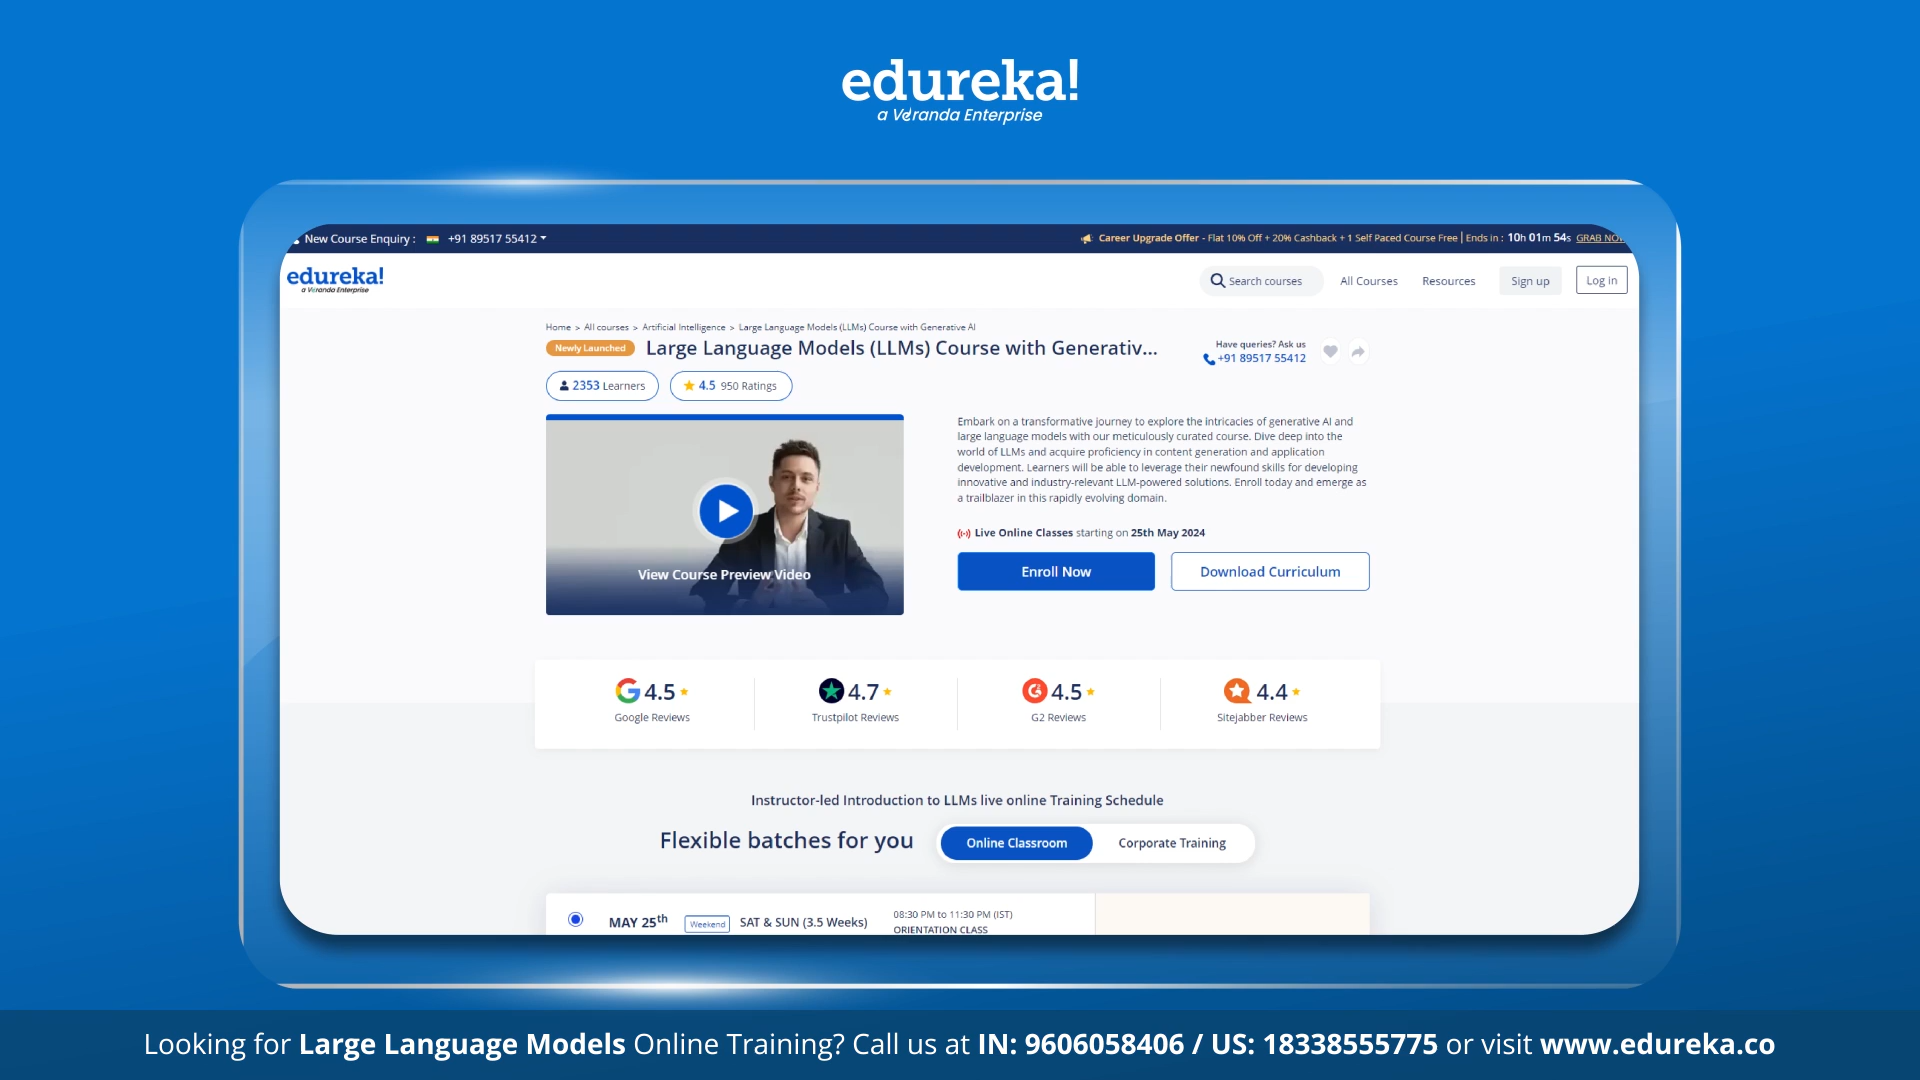 edureka!
a Veranda Enterprise
New Course Enquiry : +91 89517 55412
Career Upgrade Offer - Flat 10% Off + 20% Cashback + 1 Self Paced Course Free | Ends in : 10h 01m 54s GRAB NOW
edureka!
a Veranda Enterprise
Search courses
All Courses
Resources
Sign up
Log in
Home > All courses > Artificial Intelligence > Large Language Models (LLMs) Course with Generative AI
Newly Launched
Large Language Models (LLMs) Course with Generativ...
Have queries? Ask us
+91 89517 55412
2353 Learners
4.5 950 Ratings
View Course Preview Video
Embark on a transformative journey to explore the intricacies of generative AI and
large language models with our meticulously curated course. Dive deep into the
world of LLMs and acquire proficiency in content generation and application
development. Learners will be able to leverage their newfound skills for developing
innovative and industry-relevant LLM-powered solutions. Enroll today and emerge as
a trailblazer in this rapidly evolving domain.
Live Online Classes starting on 25th May 2024
Enroll Now
Download Curriculum
4.5
Google Reviews
4.7
Trustpilot Reviews
4.5
G2 Reviews
4.4
Sitejabber Reviews
Instructor-led Introduction to LLMs live online Training Schedule
Flexible batches for you
Online Classroom
Corporate Training
MAY 25th
Weekend
SAT & SUN (3.5 Weeks)
08:30 PM to 11:30 PM (IST)
ORIENTATION CLASS
Looking for Large Language Models Online Training? Call us at IN: 9606058406 / US: 18338555775 or visit www.edureka.co